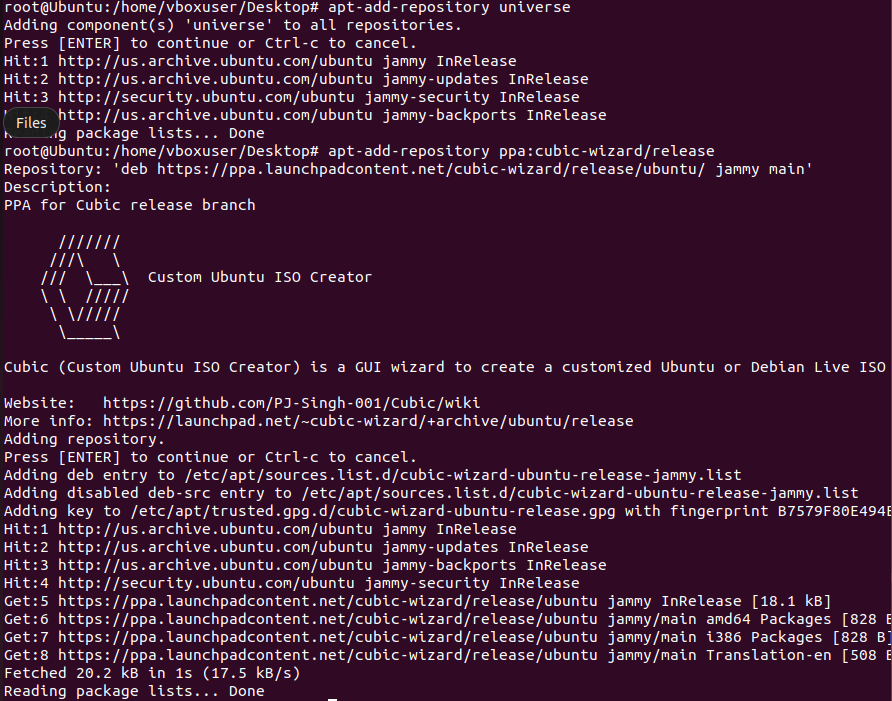 root@Ubuntu:/home/vboxuser/Desktop# apt-add-repository universe
Adding component(s) 'universe' to all repositories.
Press [ENTER] to continue or Ctrl-c to cancel.
Hit:1 http://us.archive.ubuntu.com/ubuntu jammy InRelease
Hit:2 http://us.archive.ubuntu.com/ubuntu jammy-updates InRelease
Hit:3 http://security.ubuntu.com/ubuntu jammy-security InRelease
http://us.archive.ubuntu.com/ubuntu jammy-backports InRelease
Files
package lists... Done
root@Ubuntu:/home/vboxuser/Desktop# apt-add-repository ppa:cubic-wizard/release
Repository: 'deb https://ppa.launchpadcontent.net/cubic-wizard/release/ubuntu/ jammy main'
Description:
PPA for Cubic release branch
      ///////
     ///\   \
    ///  \___\  Custom Ubuntu ISO Creator
    \ \  /////
     \ \/////
      \_____\
Cubic (Custom Ubuntu ISO Creator) is a GUI wizard to create a customized Ubuntu or Debian Live ISO
Website:   https://github.com/PJ-Singh-001/Cubic/wiki
More info: https://launchpad.net/~cubic-wizard/+archive/ubuntu/release
Adding repository.
Press [ENTER] to continue or Ctrl-c to cancel.
Adding deb entry to /etc/apt/sources.list.d/cubic-wizard-ubuntu-release-jammy.list
Adding disabled deb-src entry to /etc/apt/sources.list.d/cubic-wizard-ubuntu-release-jammy.list
Adding key to /etc/apt/trusted.gpg.d/cubic-wizard-ubuntu-release.gpg with fingerprint B7579F80E494
Hit:1 http://us.archive.ubuntu.com/ubuntu jammy InRelease
Hit:2 http://us.archive.ubuntu.com/ubuntu jammy-updates InRelease
Hit:3 http://us.archive.ubuntu.com/ubuntu jammy-backports InRelease
Hit:4 http://security.ubuntu.com/ubuntu jammy-security InRelease
Get:5 https://ppa.launchpadcontent.net/cubic-wizard/release/ubuntu jammy InRelease [18.1 kB]
Get:6 https://ppa.launchpadcontent.net/cubic-wizard/release/ubuntu jammy/main amd64 Packages [828
Get:7 https://ppa.launchpadcontent.net/cubic-wizard/release/ubuntu jammy/main i386 Packages [828 B]
Get:8 https://ppa.launchpadcontent.net/cubic-wizard/release/ubuntu jammy/main Translation-en [508
Fetched 20.2 kB in 1s (17.5 kB/s)
Reading package lists... Done